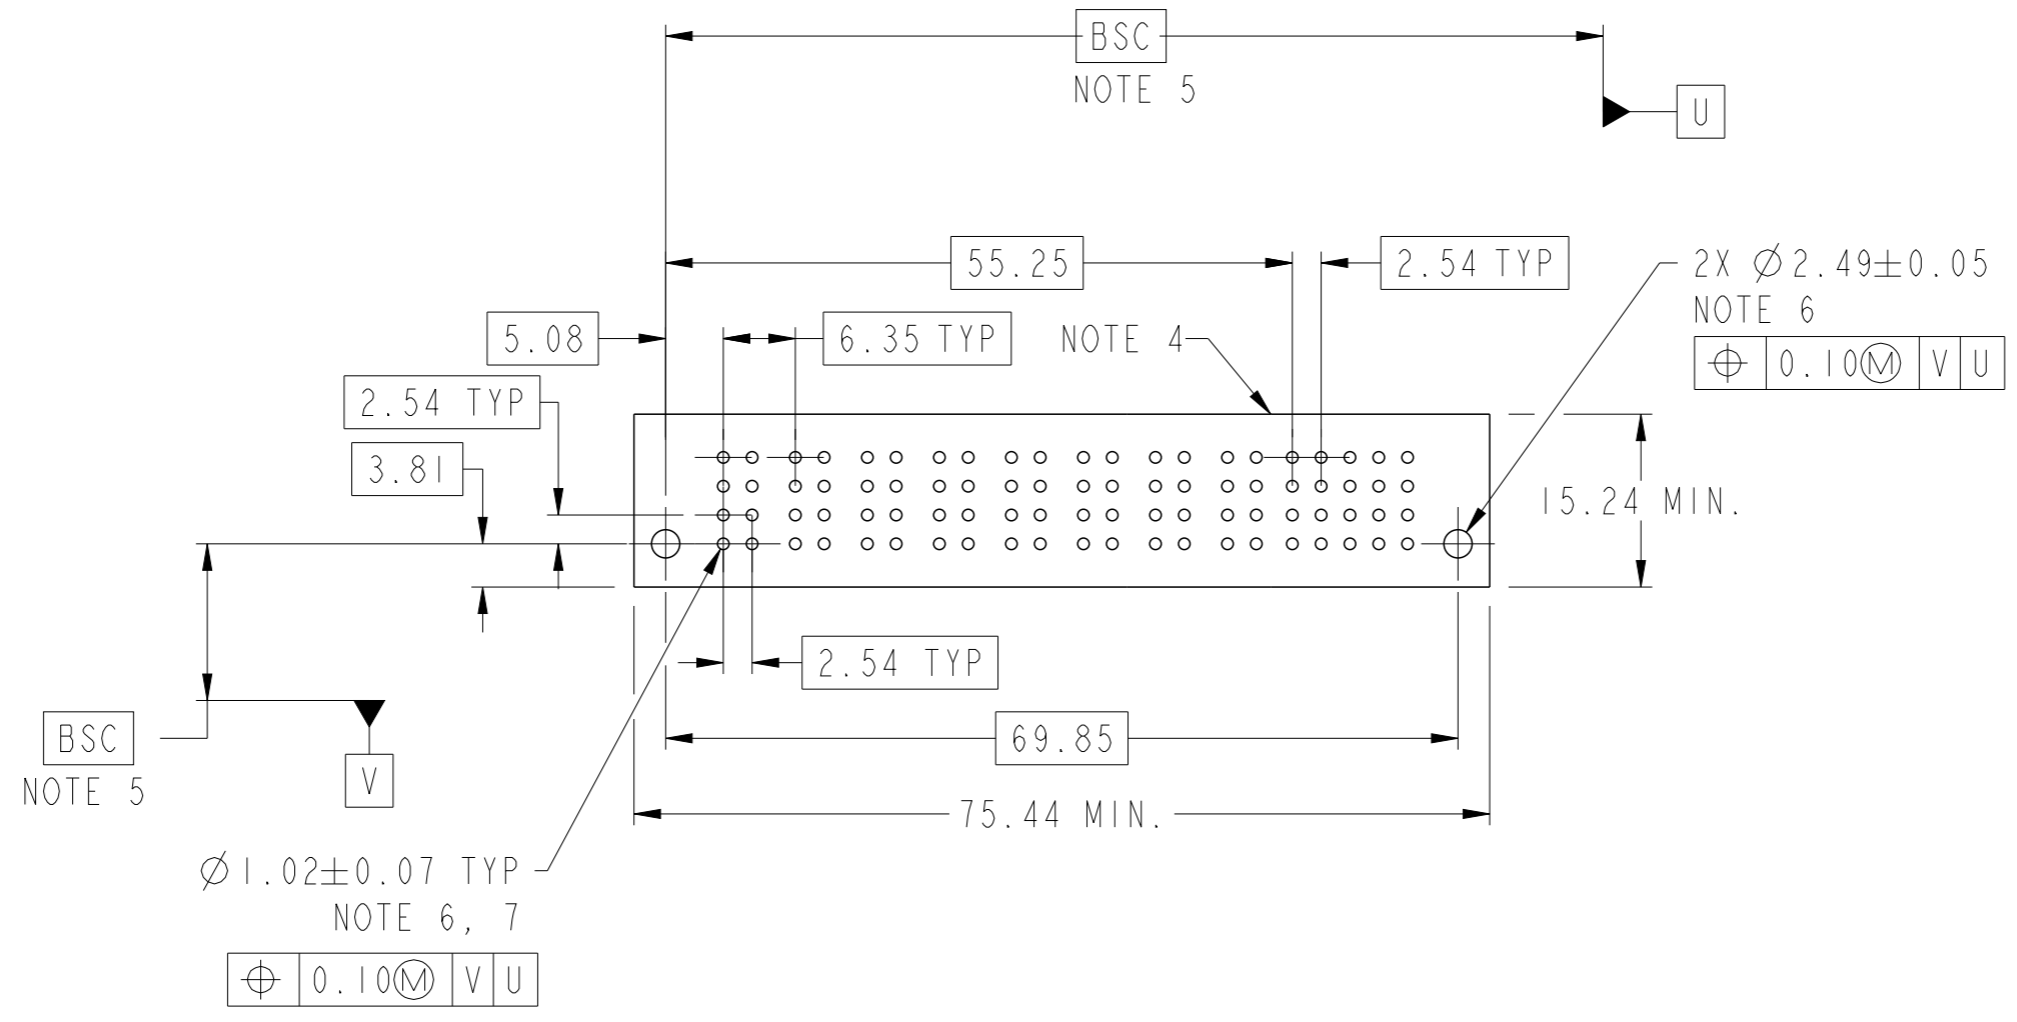 BSC
NOTE 5
U
55.25
2.54 TYP
2X Ø2.49±0.05
NOTE 6
⌖ 0.10Ⓜ V U
5.08
6.35 TYP
NOTE 4
2.54 TYP
3.81
15.24 MIN.
2.54 TYP
BSC
NOTE 5
V
69.85
75.44 MIN.
Ø1.02±0.07 TYP
NOTE 6, 7
⌖ 0.10Ⓜ V U